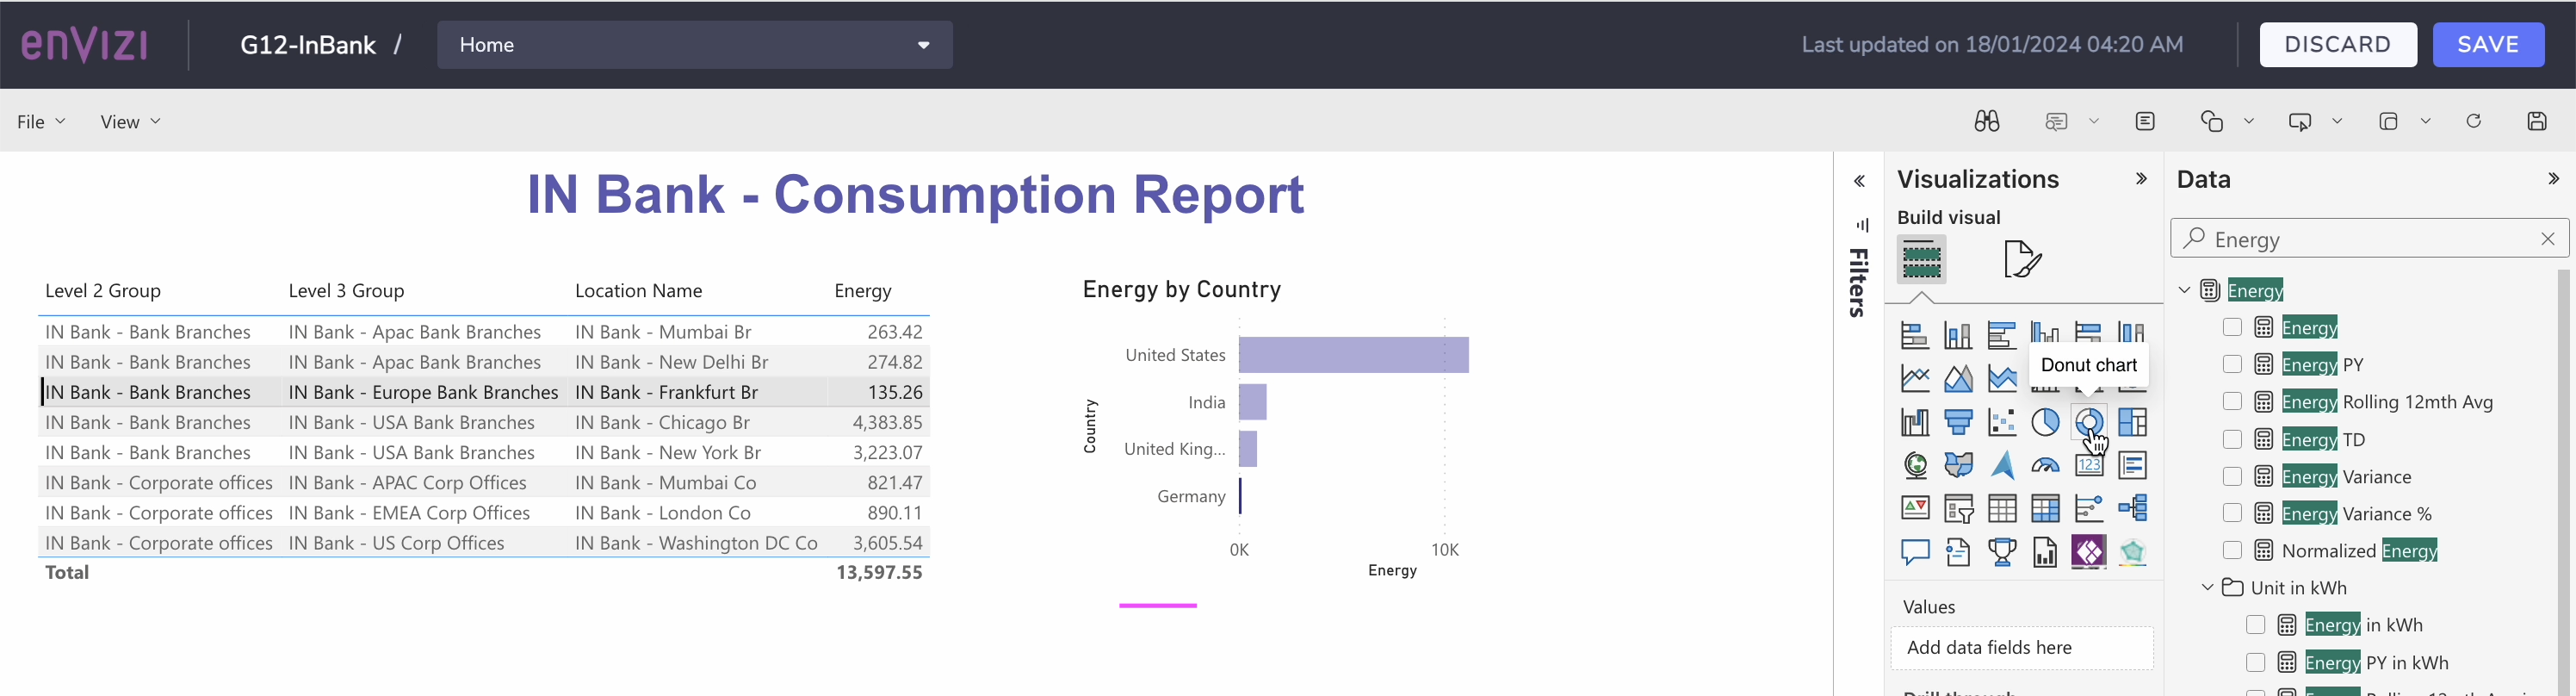 enVIZI
G12-InBank /
Home
Last updated on 18/01/2024 04:20 AM
DISCARD
SAVE
File
View
IN Bank - Consumption Report
Level 2 Group Level 3 Group Location Name Energy
IN Bank - Bank Branches IN Bank - Apac Bank Branches IN Bank - Mumbai Br 263.42
IN Bank - Bank Branches IN Bank - Apac Bank Branches IN Bank - New Delhi Br 274.82
IN Bank - Bank Branches IN Bank - Europe Bank Branches IN Bank - Frankfurt Br 135.26
IN Bank - Bank Branches IN Bank - USA Bank Branches IN Bank - Chicago Br 4,383.85
IN Bank - Bank Branches IN Bank - USA Bank Branches IN Bank - New York Br 3,223.07
IN Bank - Corporate offices IN Bank - APAC Corp Offices IN Bank - Mumbai Co 821.47
IN Bank - Corporate offices IN Bank - EMEA Corp Offices IN Bank - London Co 890.11
IN Bank - Corporate offices IN Bank - US Corp Offices IN Bank - Washington DC Co 3,605.54
Total 13,597.55
Energy by Country
Country
United States
India
United King...
Germany
0K 10K
Energy
Filters
Visualizations
Build visual
Donut chart
123
Values
Add data fields here
Data
Energy
Energy
Energy
Energy PY
Energy Rolling 12mth Avg
Energy TD
Energy Variance
Energy Variance %
Normalized Energy
Unit in kWh
Energy in kWh
Energy PY in kWh